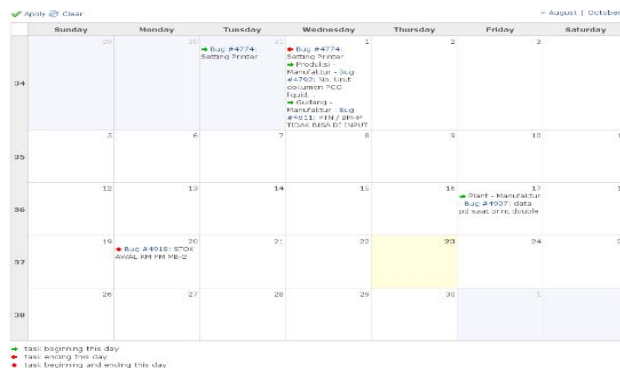 Apply Clear
« August | October
Sunday Monday Tuesday Wednesday Thursday Friday Saturday
34
29 30 31 1 2 3
Bug #4774:
Setting Printer
Bug #4774
Setting Printer
Produksi -
Manufaktur - Bug
#4792: No. Urut
dokumen PCO
liquid...
Gudang -
Manufaktur - Bug
#4811:
TIDAK BISA DI INPUT
35
5 6 7 8 9 10
36
12 13 14 15 16 17
Plant - Manufaktur
Bug #4907: data
pd saat print double
37
19 20 21 22 23 24
Bug #4918: STOK
AWAL KM PM MB-2
38
26 27 28 29 30 1
task beginning this day
task ending this day
task beginning and ending this day